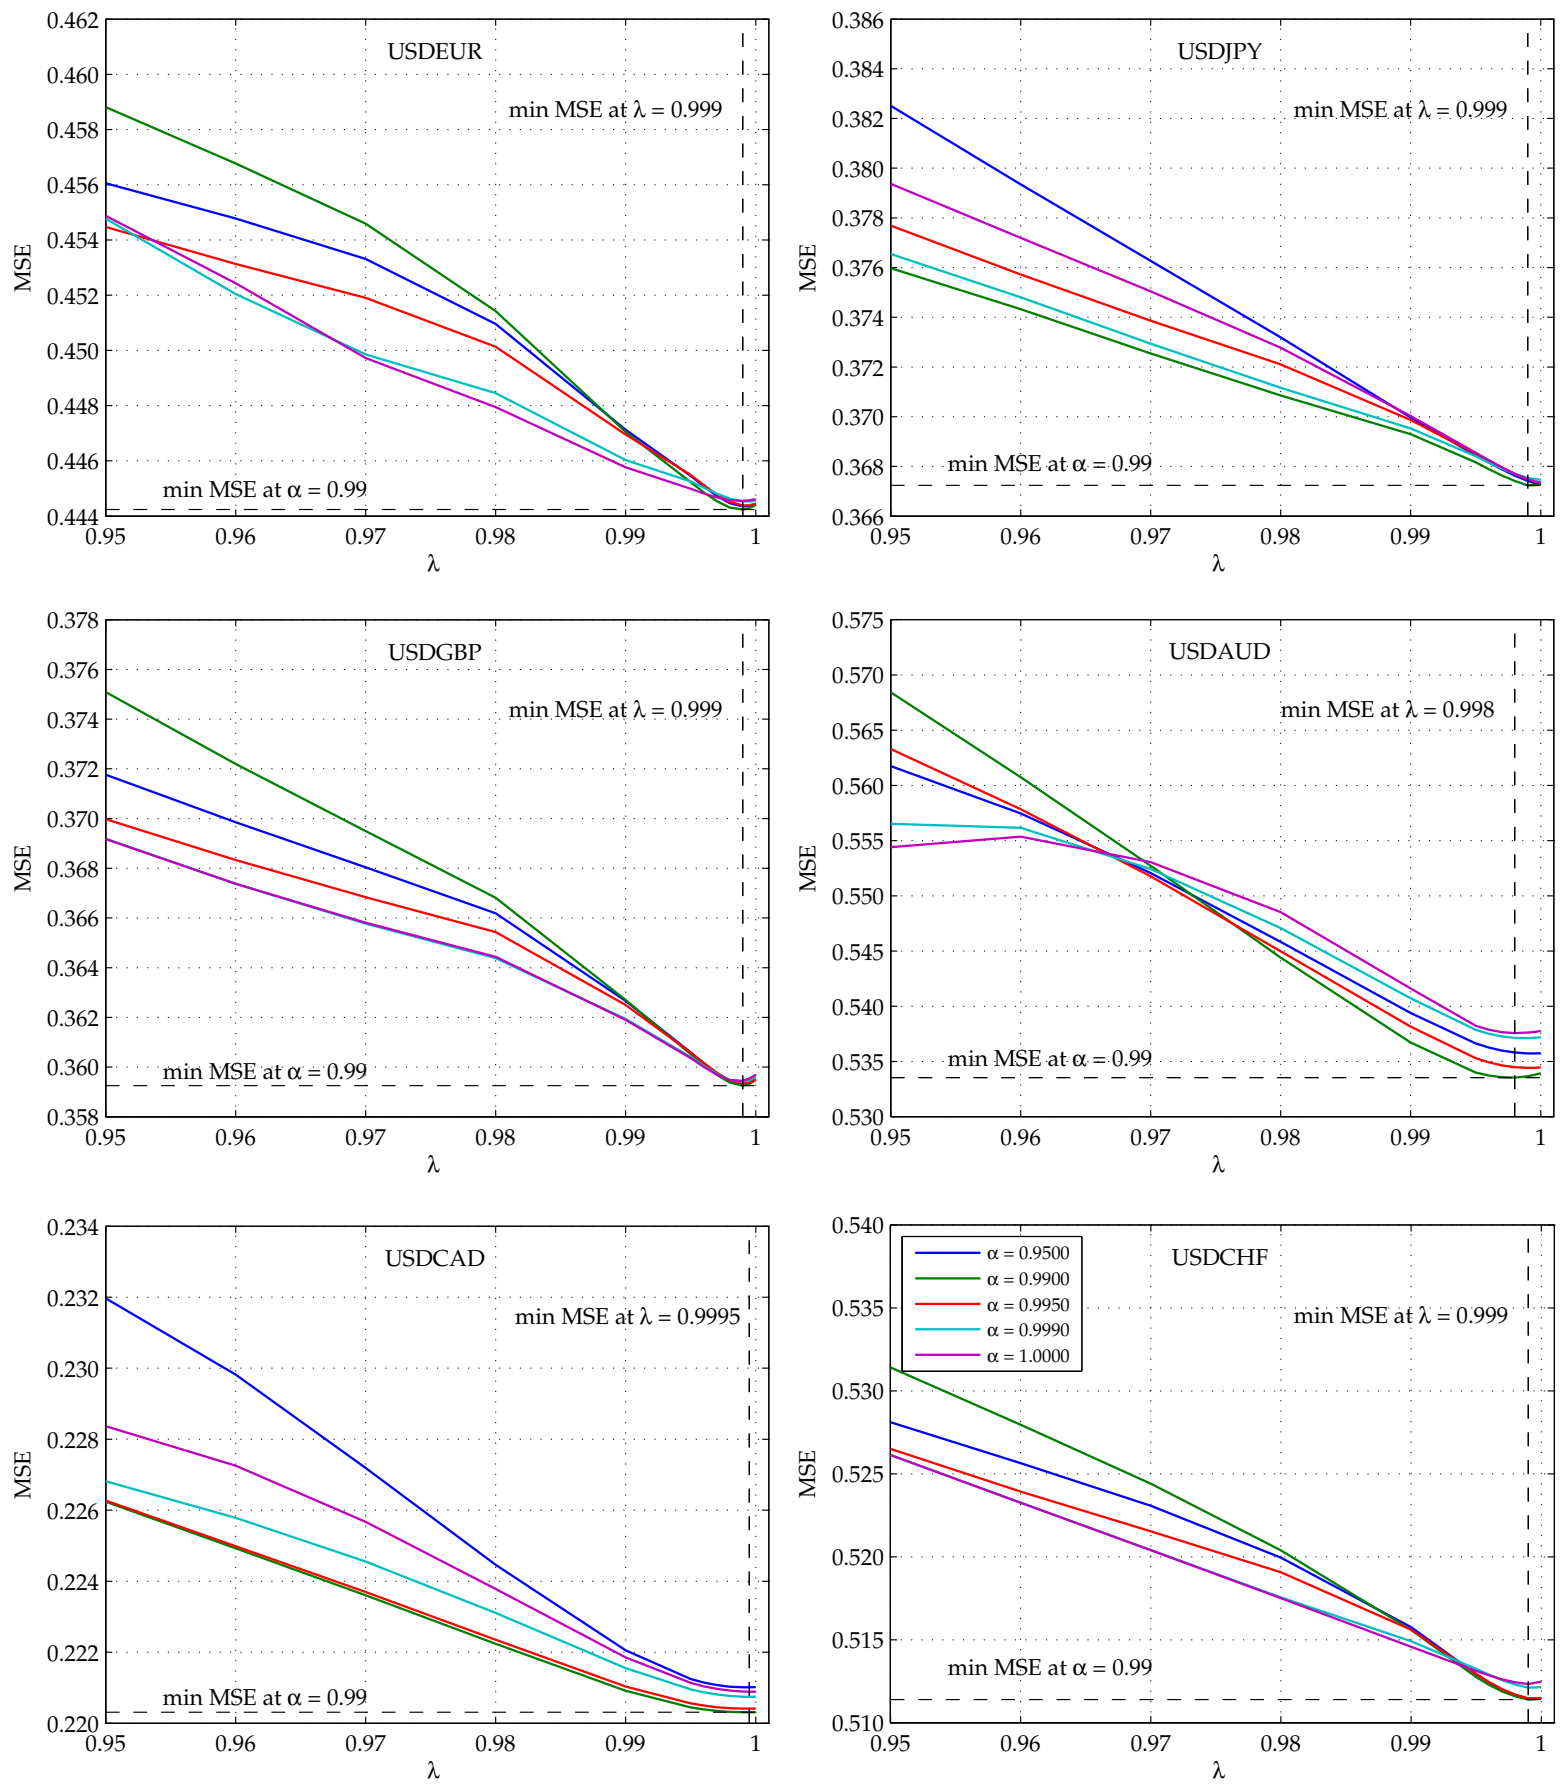 USDEUR
min MSE at λ = 0.999
min MSE at α = 0.99
MSE
0.462
0.460
0.458
0.456
0.454
0.452
0.450
0.448
0.446
0.444
0.95 0.96 0.97 0.98 0.99 1
λ
USDJPY
min MSE at λ = 0.999
min MSE at α = 0.99
MSE
0.386
0.384
0.382
0.380
0.378
0.376
0.374
0.372
0.370
0.368
0.366
0.95 0.96 0.97 0.98 0.99 1
λ
USDGBP
min MSE at λ = 0.999
min MSE at α = 0.99
MSE
0.378
0.376
0.374
0.372
0.370
0.368
0.366
0.364
0.362
0.360
0.358
0.95 0.96 0.97 0.98 0.99 1
λ
USDAUD
min MSE at λ = 0.998
min MSE at α = 0.99
MSE
0.575
0.570
0.565
0.560
0.555
0.550
0.545
0.540
0.535
0.530
0.95 0.96 0.97 0.98 0.99 1
λ
USDCAD
min MSE at λ = 0.9995
min MSE at α = 0.99
MSE
0.234
0.232
0.230
0.228
0.226
0.224
0.222
0.220
0.95 0.96 0.97 0.98 0.99 1
λ
USDCHF
α = 0.9500
α = 0.9900
α = 0.9950
α = 0.9990
α = 1.0000
min MSE at λ = 0.999
min MSE at α = 0.99
MSE
0.540
0.535
0.530
0.525
0.520
0.515
0.510
0.95 0.96 0.97 0.98 0.99 1
λ